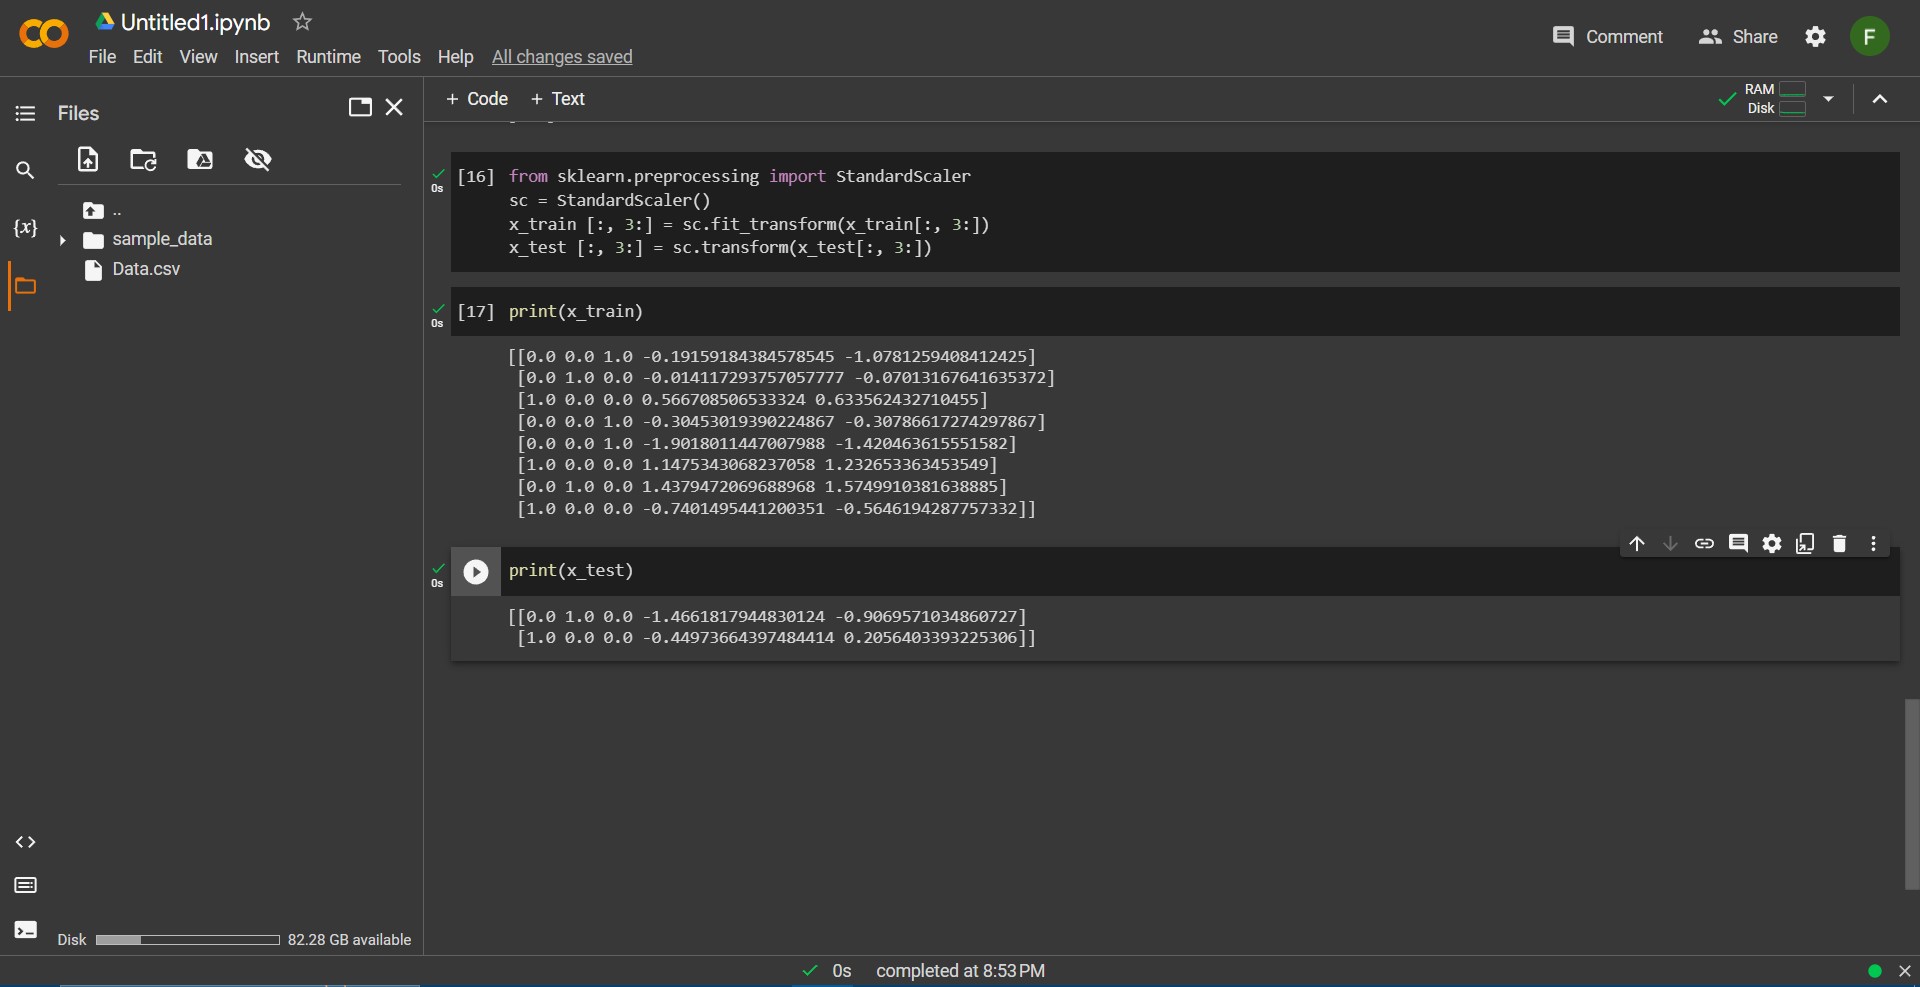 Untitled1.ipynb
File Edit View Insert Runtime Tools Help All changes saved
Comment
Share
F
Files
..
sample_data
Data.csv
{x}
Disk 82.28 GB available
+ Code + Text
RAM
Disk
0s
[16] from sklearn.preprocessing import StandardScaler
sc = StandardScaler()
x_train [:, 3:] = sc.fit_transform(x_train[:, 3:])
x_test [:, 3:] = sc.transform(x_test[:, 3:])
0s
[17] print(x_train)
[[0.0 0.0 1.0 -0.19159184384578545 -1.0781259408412425]
[0.0 1.0 0.0 -0.014117293757057777 -0.07013167641635372]
[1.0 0.0 0.0 0.566708506533324 0.633562432710455]
[0.0 0.0 1.0 -0.30453019390224867 -0.30786617274297867]
[0.0 0.0 1.0 -1.9018011447007988 -1.420463615551582]
[1.0 0.0 0.0 1.1475343068237058 1.232653363453549]
[0.0 1.0 0.0 1.4379472069688968 1.5749910381638885]
[1.0 0.0 0.0 -0.7401495441200351 -0.5646194287757332]]
0s
print(x_test)
[[0.0 1.0 0.0 -1.4661817944830124 -0.9069571034860727]
[1.0 0.0 0.0 -0.44973664397484414 0.2056403393225306]]
0s completed at 8:53 PM